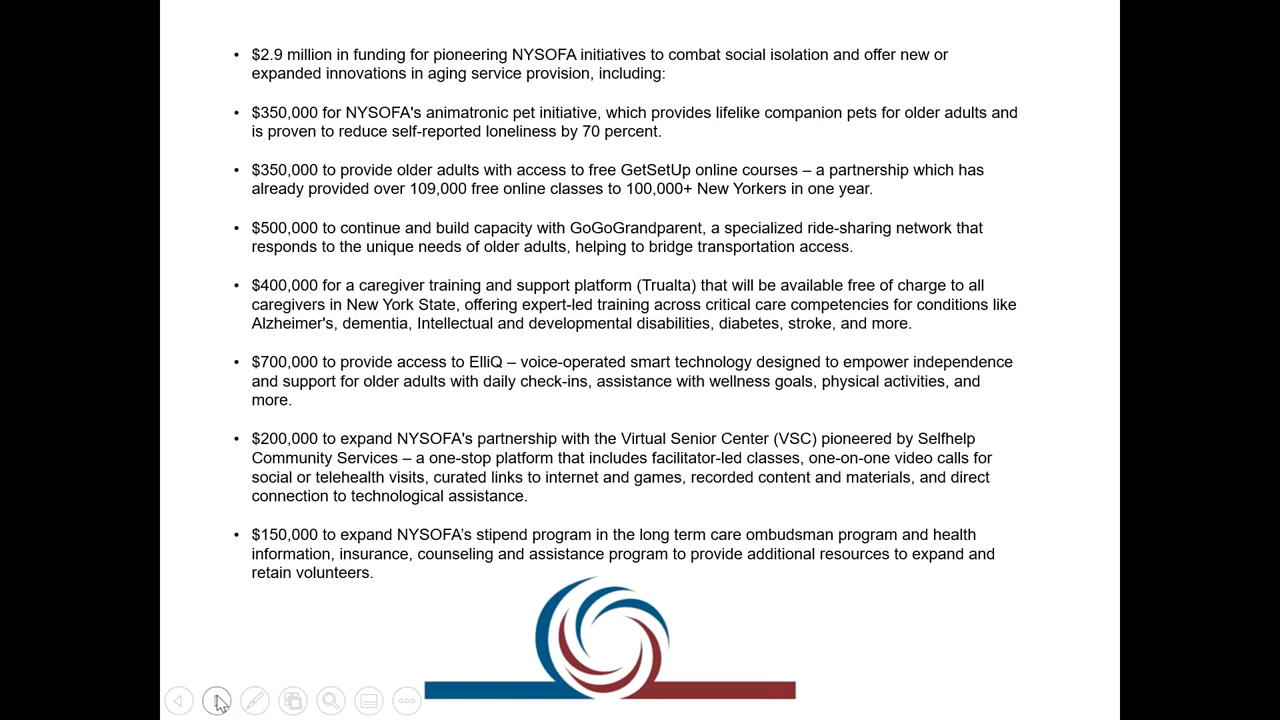 • $2.9 million in funding for pioneering NYSOFA initiatives to combat social isolation and offer new or
expanded innovations in aging service provision, including:
• $350,000 for NYSOFA's animatronic pet initiative, which provides lifelike companion pets for older adults and
is proven to reduce self-reported loneliness by 70 percent.
• $350,000 to provide older adults with access to free GetSetUp online courses – a partnership which has
already provided over 109,000 free online classes to 100,000+ New Yorkers in one year.
• $500,000 to continue and build capacity with GoGoGrandparent, a specialized ride-sharing network that
responds to the unique needs of older adults, helping to bridge transportation access.
• $400,000 for a caregiver training and support platform (Trualta) that will be available free of charge to all
caregivers in New York State, offering expert-led training across critical care competencies for conditions like
Alzheimer's, dementia, Intellectual and developmental disabilities, diabetes, stroke, and more.
• $700,000 to provide access to ElliQ – voice-operated smart technology designed to empower independence
and support for older adults with daily check-ins, assistance with wellness goals, physical activities, and
more.
• $200,000 to expand NYSOFA's partnership with the Virtual Senior Center (VSC) pioneered by Selfhelp
Community Services – a one-stop platform that includes facilitator-led classes, one-on-one video calls for
social or telehealth visits, curated links to internet and games, recorded content and materials, and direct
connection to technological assistance.
• $150,000 to expand NYSOFA’s stipend program in the long term care ombudsman program and health
information, insurance, counseling and assistance program to provide additional resources to expand and
retain volunteers.